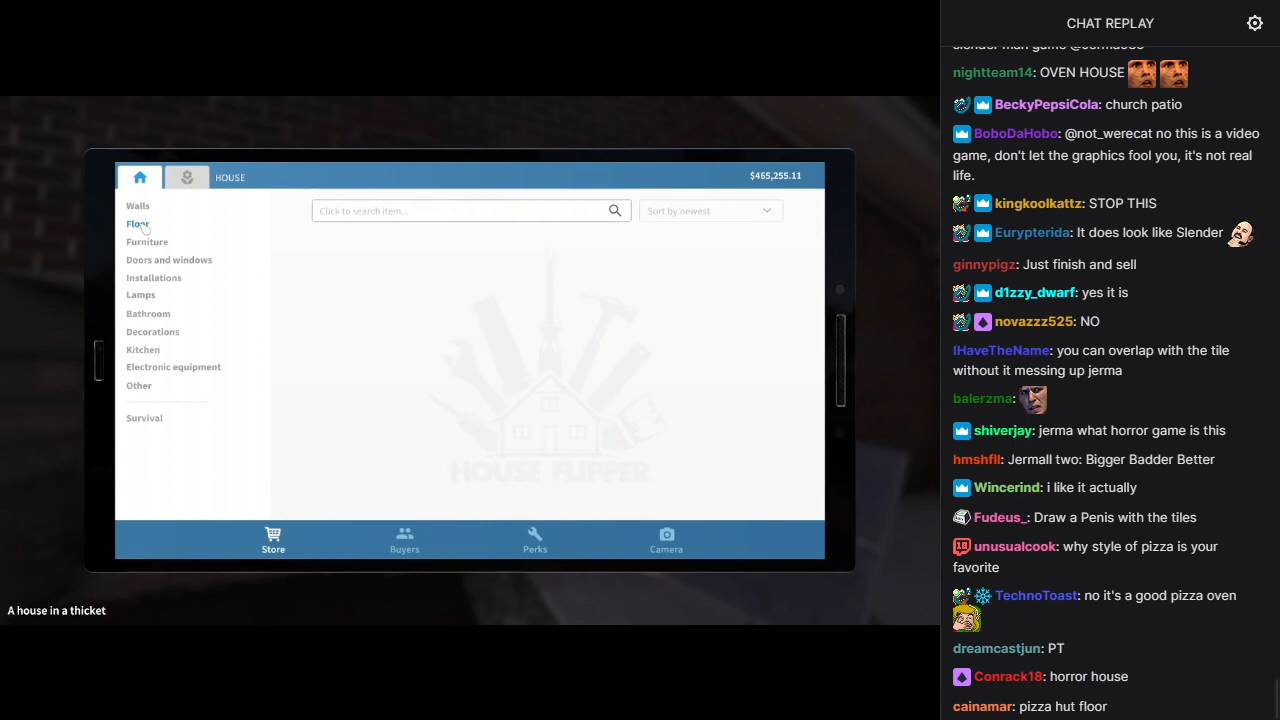 HOUSE
$465,255.11
Walls
Floor
Furniture
Doors and windows
Installations
Lamps
Bathroom
Decorations
Kitchen
Electronic equipment
Other
Survival
Click to search item...
Sort by newest
HOUSE FLIPPER
Store
Buyers
Perks
Camera
A house in a thicket
CHAT REPLAY
nightteam14: OVEN HOUSE
BeckyPepsiCola: church patio
BoboDaHobo: @not_werecat no this is a video
game, don't let the graphics fool you, it's not real
life.
kingkoolkattz: STOP THIS
Eurypterida: It does look like Slender
ginnypigz: Just finish and sell
d1zzy_dwarf: yes it is
novazzz525: NO
IHaveTheName: you can overlap with the tile
without it messing up jerma
balerzma:
shiverjay: jerma what horror game is this
hmshfll: Jermall two: Bigger Badder Better
Wincerind: i like it actually
Fudeus_: Draw a Penis with the tiles
unusualcook: why style of pizza is your
favorite
TechnoToast: no it's a good pizza oven
dreamcastjun: PT
Conrack18: horror house
cainamar: pizza hut floor